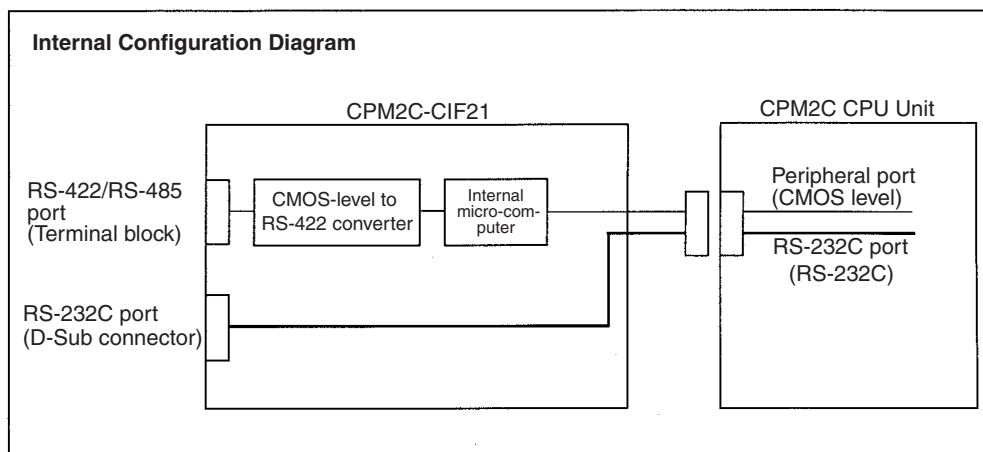 Internal Configuration Diagram
CPM2C-CIF21
CPM2C CPU Unit
RS-422/RS-485
port
(Terminal block)
CMOS-level to
RS-422 converter
Internal
micro-com-
puter
Peripheral port
(CMOS level)
RS-232C port
(RS-232C)
RS-232C port
(D-Sub connector)